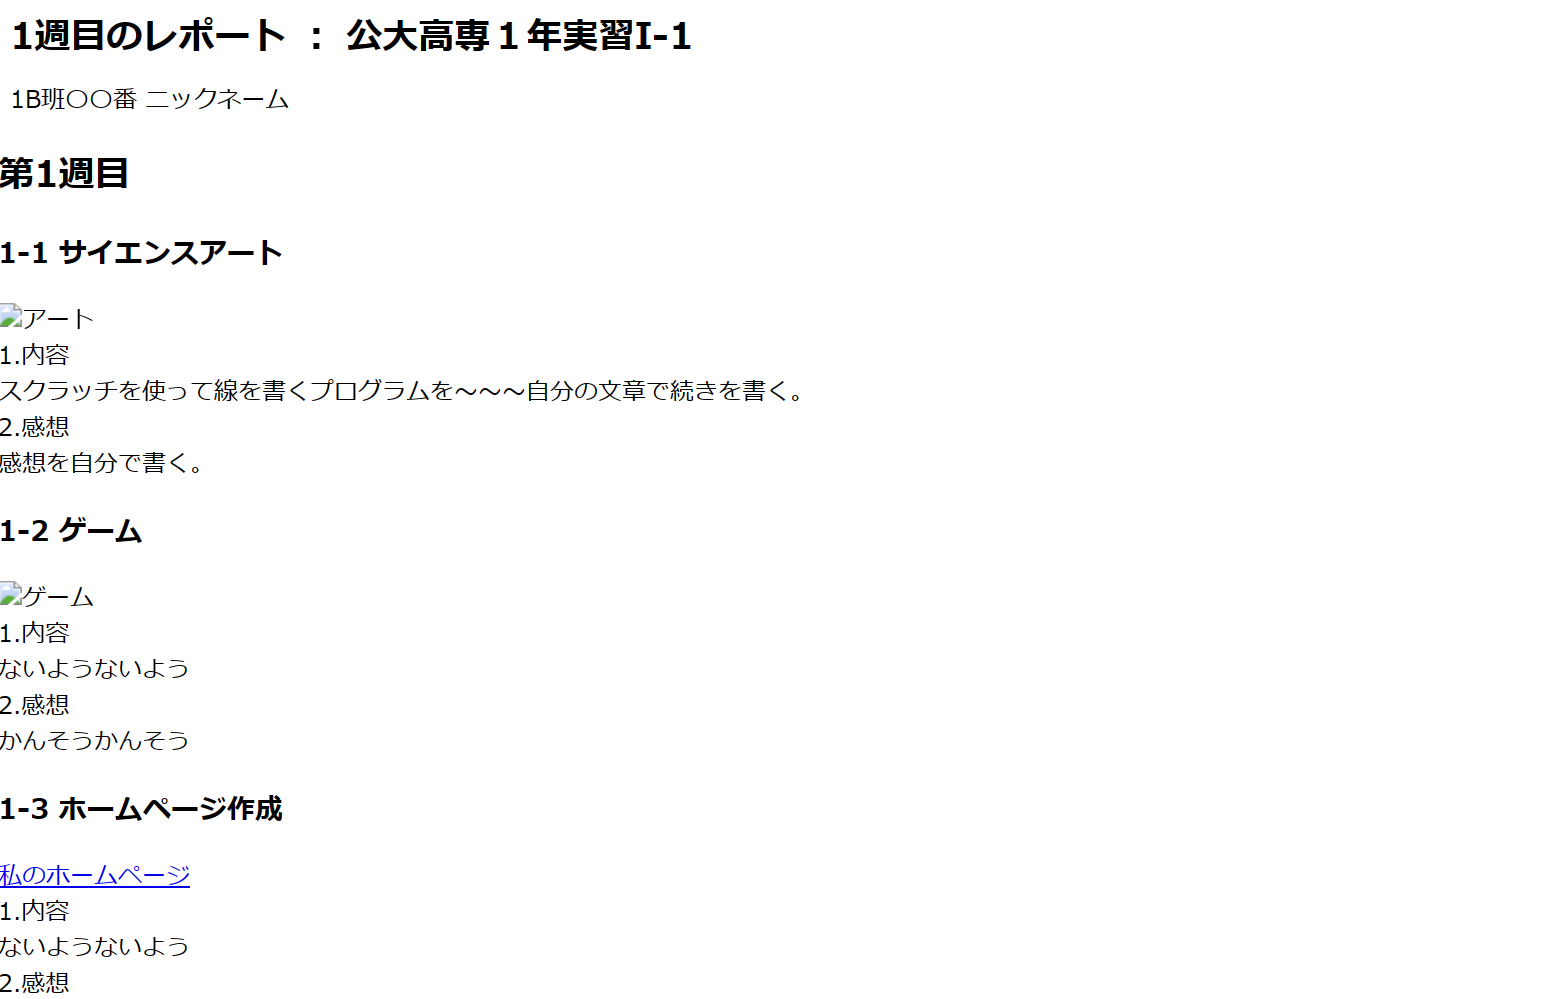 1週目のレポート ： 公大高専１年実習I-1
1B班〇〇番 ニックネーム
第1週目
1-1 サイエンスアート
アート
1.内容
スクラッチを使って線を書くプログラムを～～～自分の文章で続きを書く。
2.感想
感想を自分で書く。
1-2 ゲーム
ゲーム
1.内容
ないようないよう
2.感想
かんそうかんそう
1-3 ホームページ作成
私のホームページ
1.内容
ないようないよう
2.感想